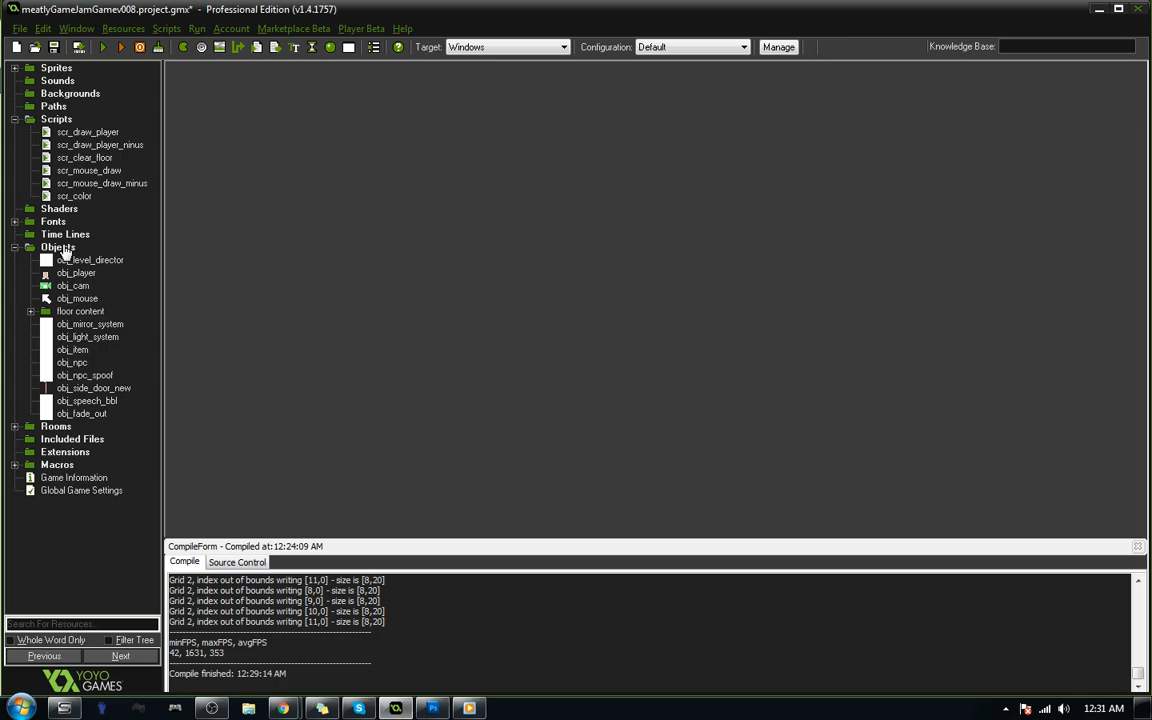 meatlyGameJamGamev008.project.gmx* - Professional Edition (v1.4.1757)
File Edit Window Resources Scripts Run Account Marketplace Beta Player Beta Help
Target: Windows Configuration: Default Manage Knowledge Base:
Sprites
Sounds
Backgrounds
Paths
Scripts
scr_draw_player
scr_draw_player_ninus
scr_clear_floor
scr_mouse_draw
scr_mouse_draw_minus
scr_color
Shaders
Fonts
Time Lines
Objects
obj_level_director
obj_player
obj_cam
obj_mouse
floor content
obj_mirror_system
obj_light_system
obj_item
obj_npc
obj_npc_spoof
obj_side_door_new
obj_speech_bbl
obj_fade_out
Rooms
Included Files
Extensions
Macros
Game Information
Global Game Settings
CompileForm - Compiled at:12:24:09 AM
Compile Source Control
Grid 2, index out of bounds writing [11,0] - size is [8,20]
Grid 2, index out of bounds writing [8,0] - size is [8,20]
Grid 2, index out of bounds writing [9,0] - size is [8,20]
Grid 2, index out of bounds writing [10,0] - size is [8,20]
Grid 2, index out of bounds writing [11,0] - size is [8,20]
minFPS, maxFPS, avgFPS
42, 1631, 353
Compile finished: 12:29:14 AM
Search For Resources...
Whole Word Only Filter Tree
Previous Next
YOYO GAMES
12:31 AM